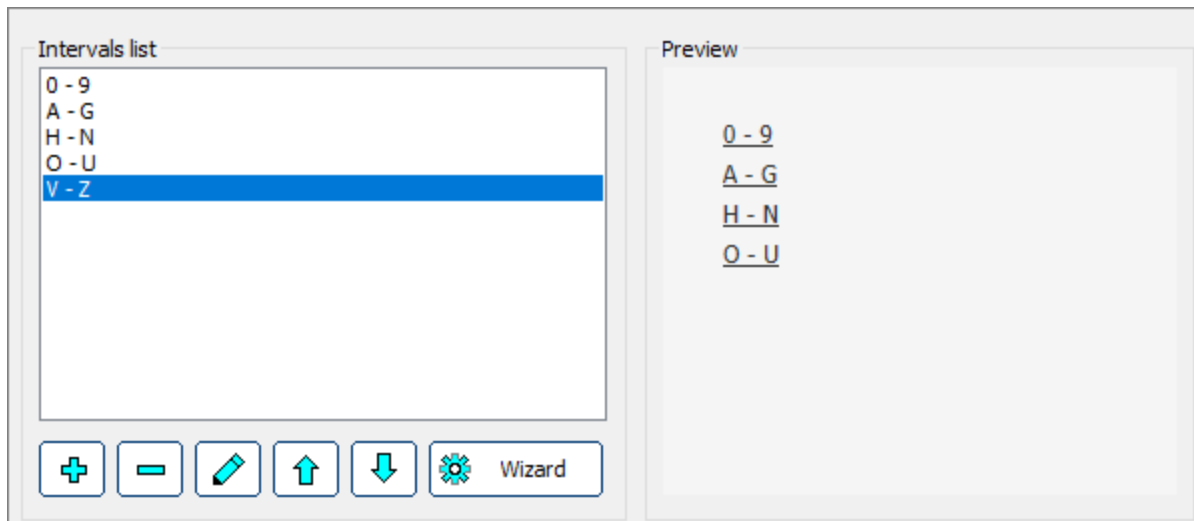 Intervals list
0 - 9
A - G
H - N
O - U
V - Z
Wizard
Preview
0 - 9
A - G
H - N
O - U